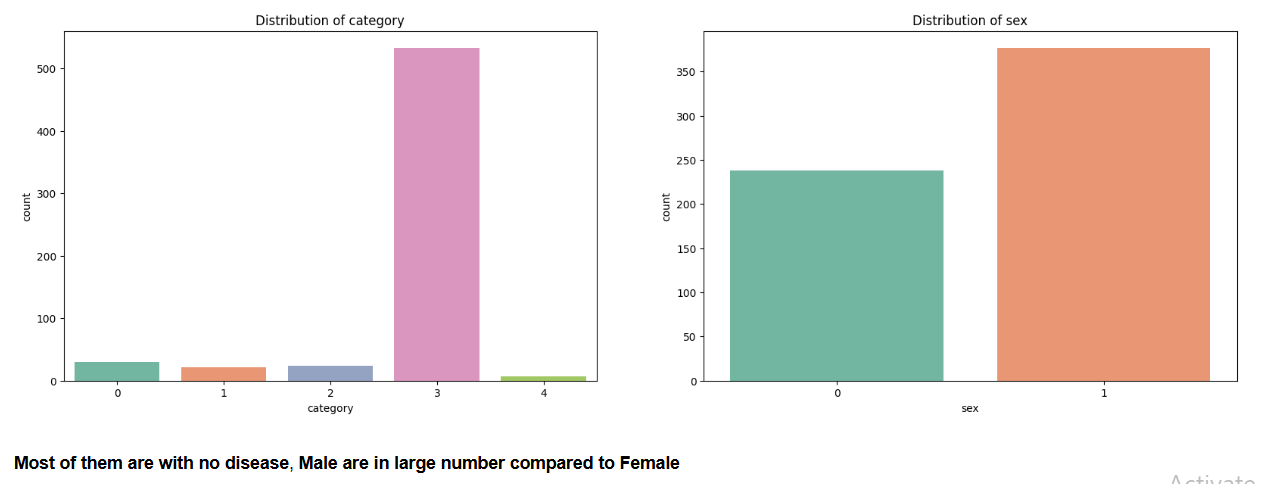 Distribution of category
500
400
300
200
100
0
count
0 1 2 3 4
category
Distribution of sex
350
300
250
200
150
100
50
0
count
0 1
sex
Most of them are with no disease, Male are in large number compared to Female
Activate